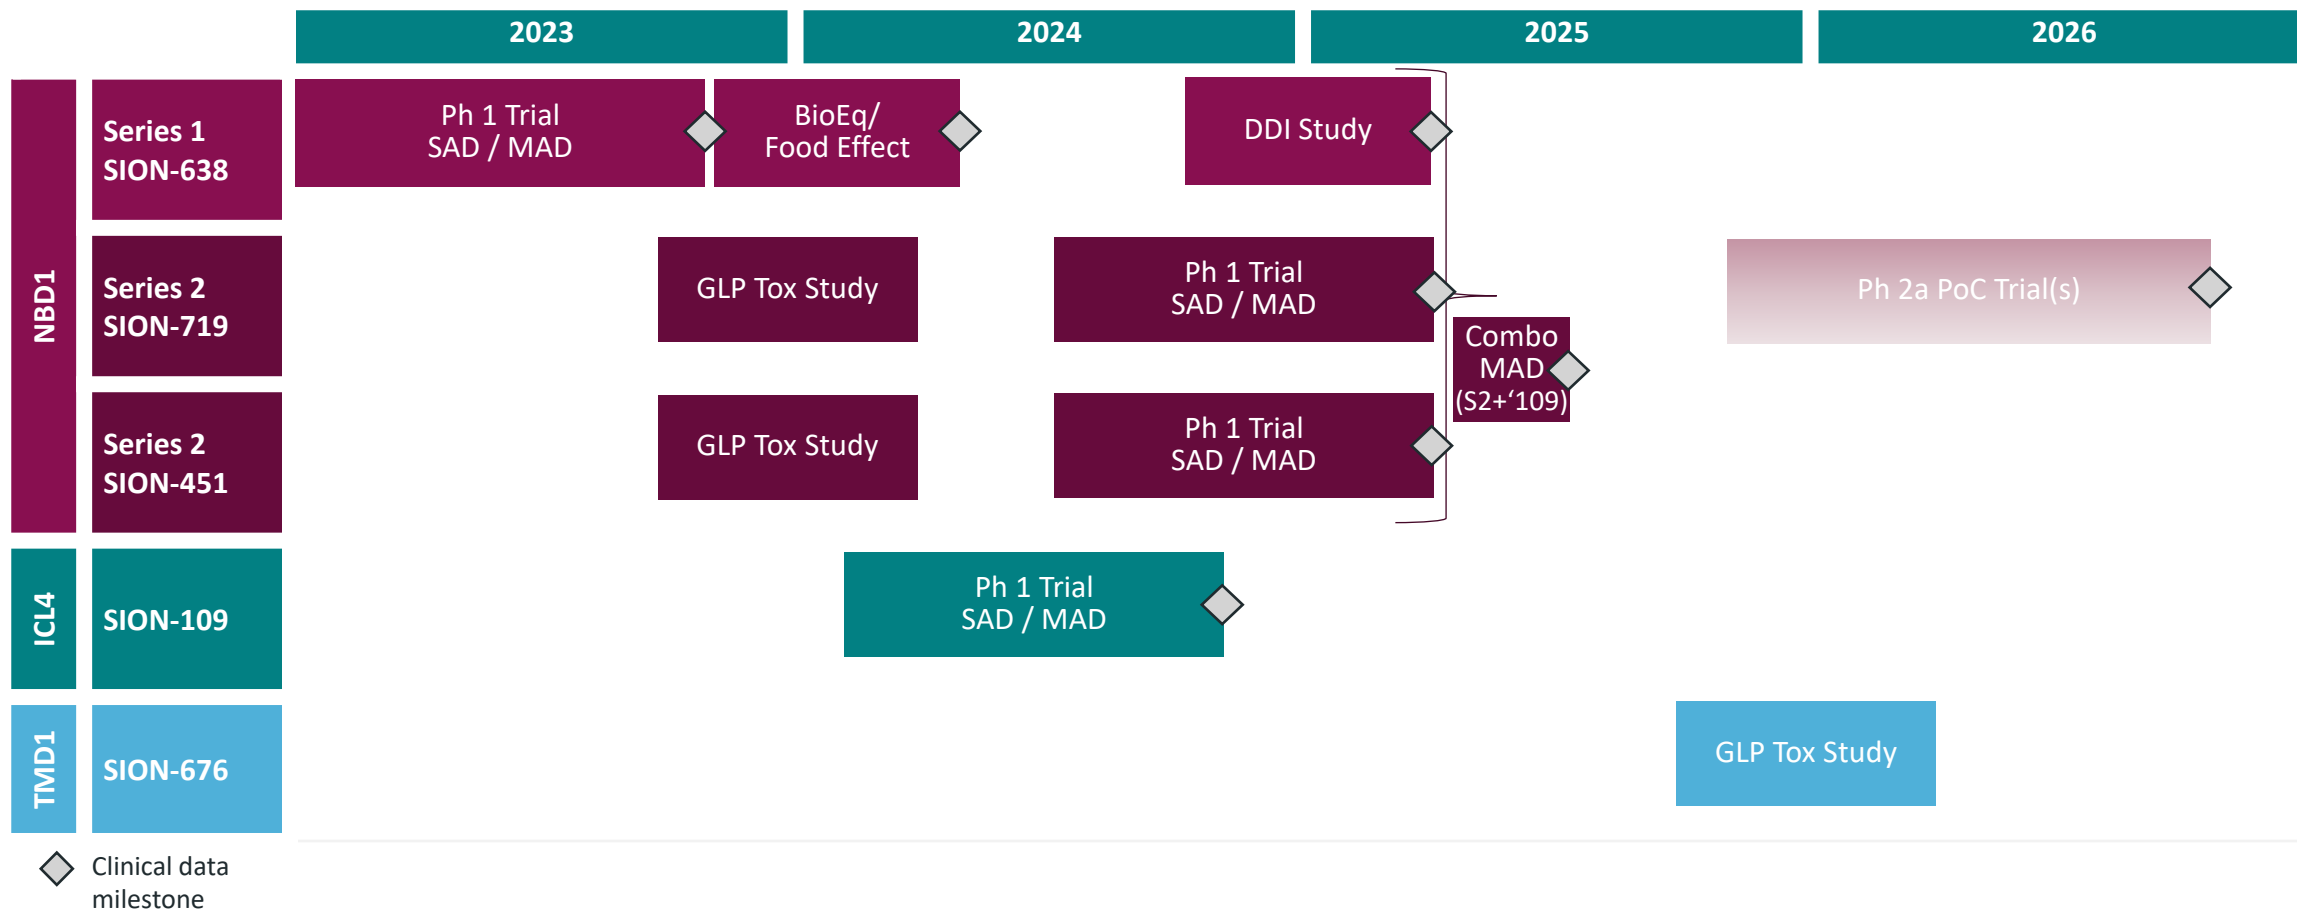 2023
2024
2025
2026
NBD1
Series 1
SION-638
Ph 1 Trial
SAD / MAD
BioEq/
Food Effect
DDI Study
Series 2
SION-719
GLP Tox Study
Ph 1 Trial
SAD / MAD
Ph 2a PoC Trial(s)
Combo
MAD
(S2+‘109)
Series 2
SION-451
GLP Tox Study
Ph 1 Trial
SAD / MAD
ICL4
SION-109
Ph 1 Trial
SAD / MAD
TMD1
SION-676
GLP Tox Study
Clinical data
milestone